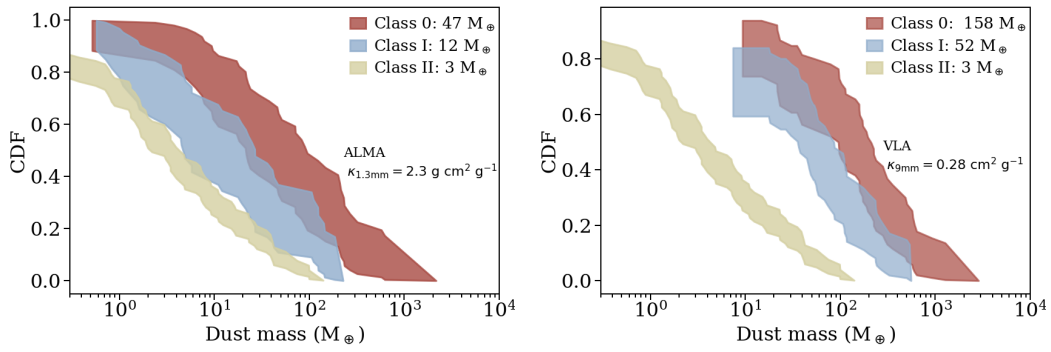 CDF
1.0
0.8
0.6
0.4
0.2
0.0
Class 0: 47 M⊕
Class I: 12 M⊕
Class II: 3 M⊕
ALMA
κ1.3mm = 2.3 g cm² g⁻¹
10⁰ 10¹ 10² 10³ 10⁴
Dust mass (M⊕)
CDF
0.8
0.6
0.4
0.2
0.0
Class 0: 158 M⊕
Class I: 52 M⊕
Class II: 3 M⊕
VLA
κ9mm = 0.28 cm² g⁻¹
10⁰ 10¹ 10² 10³ 10⁴
Dust mass (M⊕)